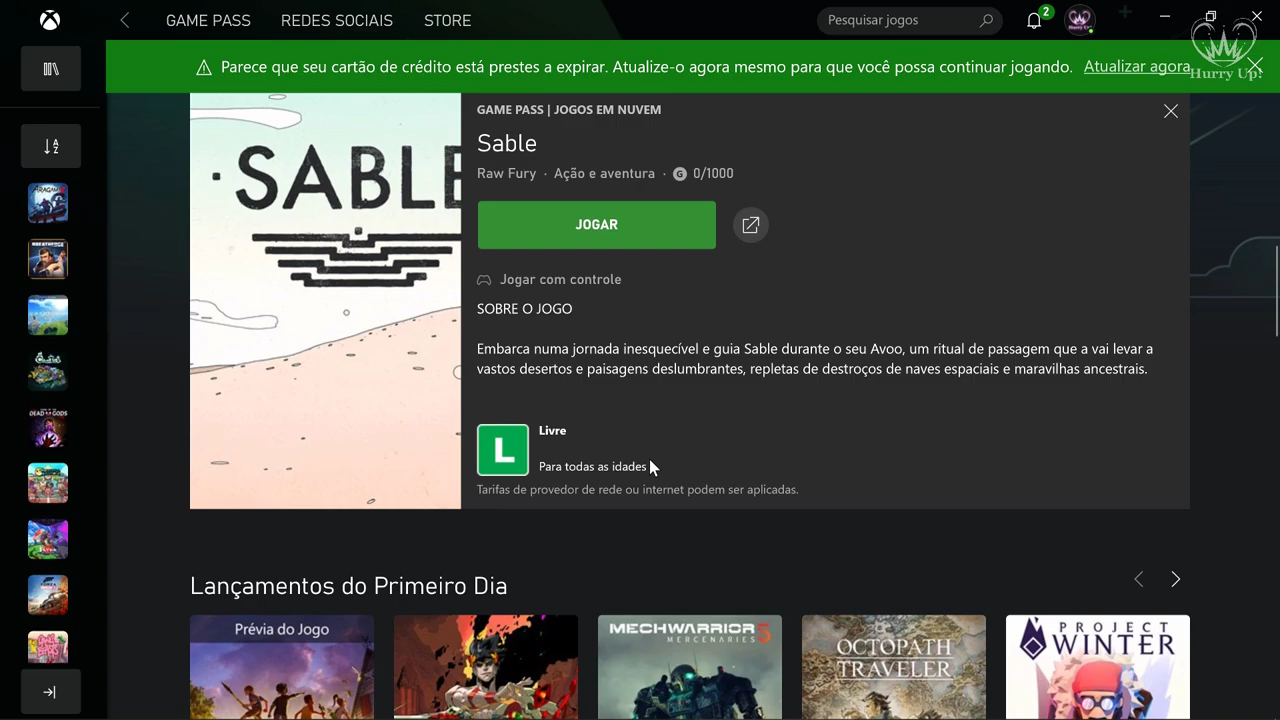 GAME PASS
REDES SOCIAIS
STORE
Pesquisar jogos
2
Hurry Up!
Parece que seu cartão de crédito está prestes a expirar. Atualize-o agora mesmo para que você possa continuar jogando.
Atualizar agora
SABLE
GAME PASS | JOGOS EM NUVEM
Sable
Raw Fury · Ação e aventura · G 0/1000
JOGAR
Jogar com controle
SOBRE O JOGO
Embarca numa jornada inesquecível e guia Sable durante o seu Avoo, um ritual de passagem que a vai levar a
vastos desertos e paisagens deslumbrantes, repletas de destroços de naves espaciais e maravilhas ancestrais.
L
Livre
Para todas as idades
Tarifas de provedor de rede ou internet podem ser aplicadas.
Lançamentos do Primeiro Dia
Prévia do Jogo
MECHWARRIOR 5
MERCENARIES
OCTOPATH
TRAVELER
PROJECT
WINTER